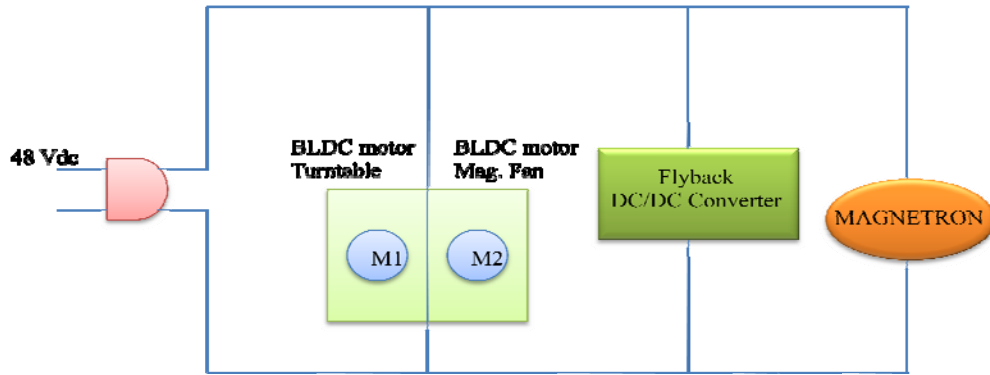 48 Vdc
BLDC motor
Turntable
BLDC motor
Mag. Fan
Flyback
DC/DC Converter
MAGNETRON
M1
M2